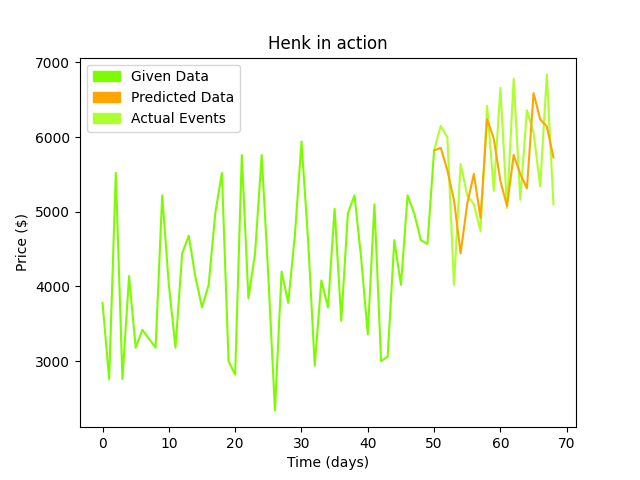 Henk in action
Given Data
Predicted Data
Actual Events
7000
6000
5000
4000
3000
Price ($)
0 10 20 30 40 50 60 70
Time (days)